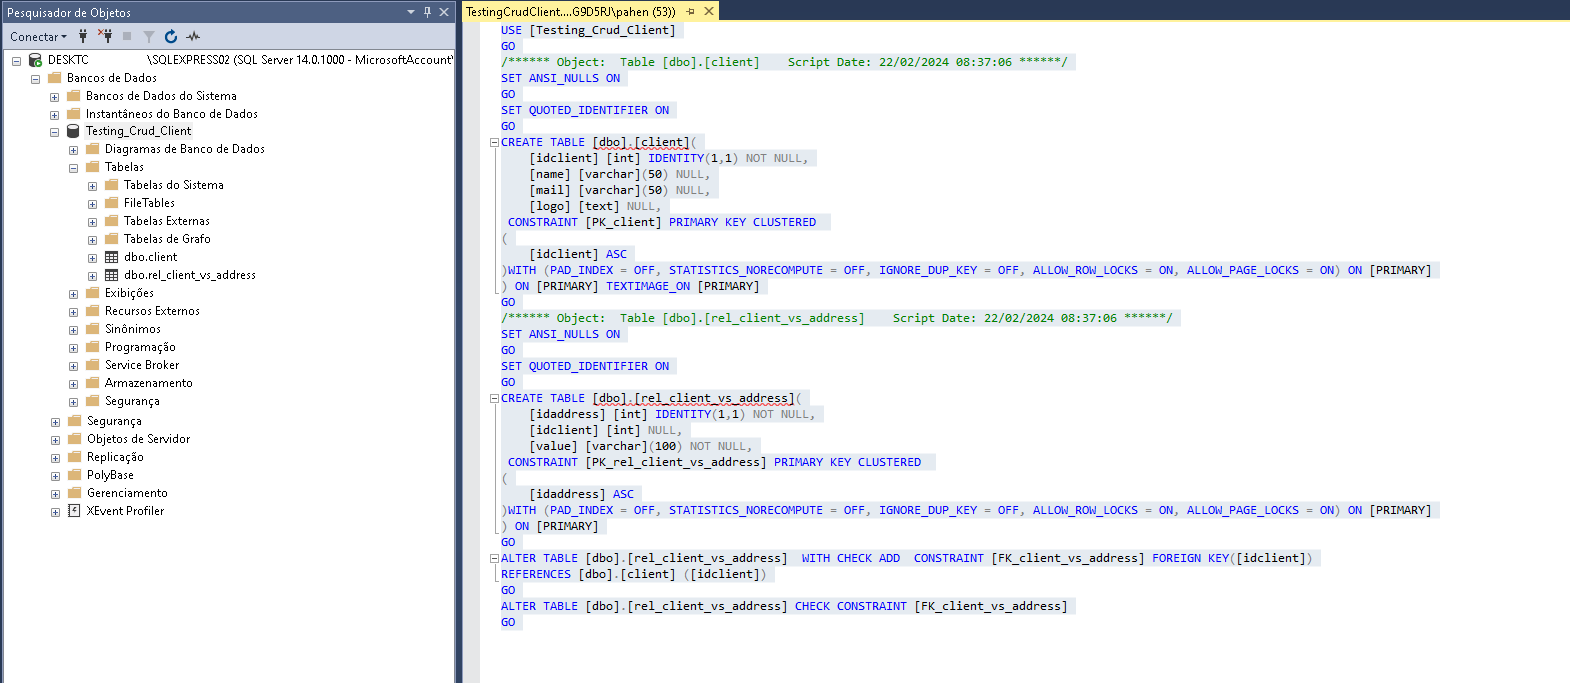 Pesquisador de Objetos
Conectar
DESKTC \SQLEXPRESS02 (SQL Server 14.0.1000 - MicrosoftAccount\
Bancos de Dados
Bancos de Dados do Sistema
Instantâneos do Banco de Dados
Testing_Crud_Client
Diagramas de Banco de Dados
Tabelas
Tabelas do Sistema
FileTables
Tabelas Externas
Tabelas de Grafo
dbo.client
dbo.rel_client_vs_address
Exibições
Recursos Externos
Sinônimos
Programação
Service Broker
Armazenamento
Segurança
Segurança
Objetos de Servidor
Replicação
PolyBase
Gerenciamento
XEvent Profiler
TestingCrudClient....G9D5RJ\pahen (53))
USE [Testing_Crud_Client]
GO
/****** Object:  Table [dbo].[client]    Script Date: 22/02/2024 08:37:06 ******/
SET ANSI_NULLS ON
GO
SET QUOTED_IDENTIFIER ON
GO
CREATE TABLE [dbo].[client](
    [idclient] [int] IDENTITY(1,1) NOT NULL,
    [name] [varchar](50) NULL,
    [mail] [varchar](50) NULL,
    [logo] [text] NULL,
 CONSTRAINT [PK_client] PRIMARY KEY CLUSTERED
(
    [idclient] ASC
)WITH (PAD_INDEX = OFF, STATISTICS_NORECOMPUTE = OFF, IGNORE_DUP_KEY = OFF, ALLOW_ROW_LOCKS = ON, ALLOW_PAGE_LOCKS = ON) ON [PRIMARY]
) ON [PRIMARY] TEXTIMAGE_ON [PRIMARY]
GO
/****** Object:  Table [dbo].[rel_client_vs_address]    Script Date: 22/02/2024 08:37:06 ******/
SET ANSI_NULLS ON
GO
SET QUOTED_IDENTIFIER ON
GO
CREATE TABLE [dbo].[rel_client_vs_address](
    [idaddress] [int] IDENTITY(1,1) NOT NULL,
    [idclient] [int] NULL,
    [value] [varchar](100) NOT NULL,
 CONSTRAINT [PK_rel_client_vs_address] PRIMARY KEY CLUSTERED
(
    [idaddress] ASC
)WITH (PAD_INDEX = OFF, STATISTICS_NORECOMPUTE = OFF, IGNORE_DUP_KEY = OFF, ALLOW_ROW_LOCKS = ON, ALLOW_PAGE_LOCKS = ON) ON [PRIMARY]
) ON [PRIMARY]
GO
ALTER TABLE [dbo].[rel_client_vs_address]  WITH CHECK ADD  CONSTRAINT [FK_client_vs_address] FOREIGN KEY([idclient])
REFERENCES [dbo].[client] ([idclient])
GO
ALTER TABLE [dbo].[rel_client_vs_address] CHECK CONSTRAINT [FK_client_vs_address]
GO